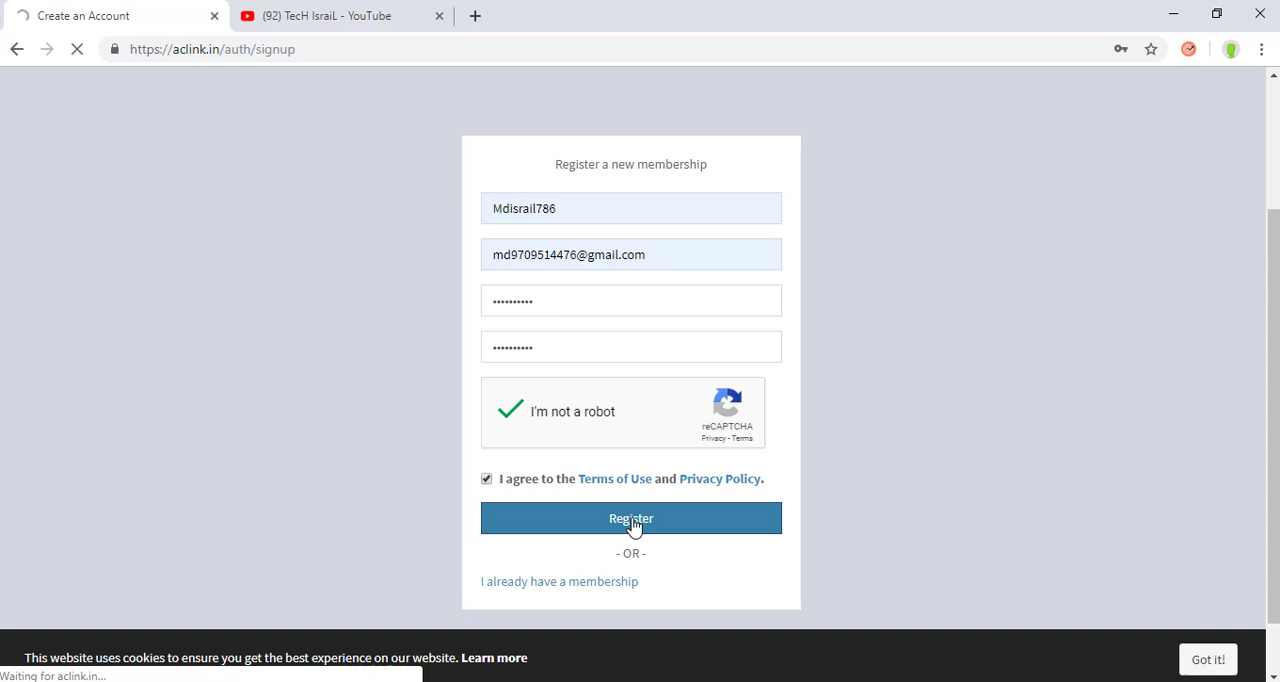 Create an Account
(92) TecH IsraiL - YouTube
https://aclink.in/auth/signup
Register a new membership
Mdisrail786
md9709514476@gmail.com
••••••••••
••••••••••
I'm not a robot
reCAPTCHA
Privacy - Terms
I agree to the Terms of Use and Privacy Policy.
Register
- OR -
I already have a membership
This website uses cookies to ensure you get the best experience on our website. Learn more
Got it!
Waiting for aclink.in...